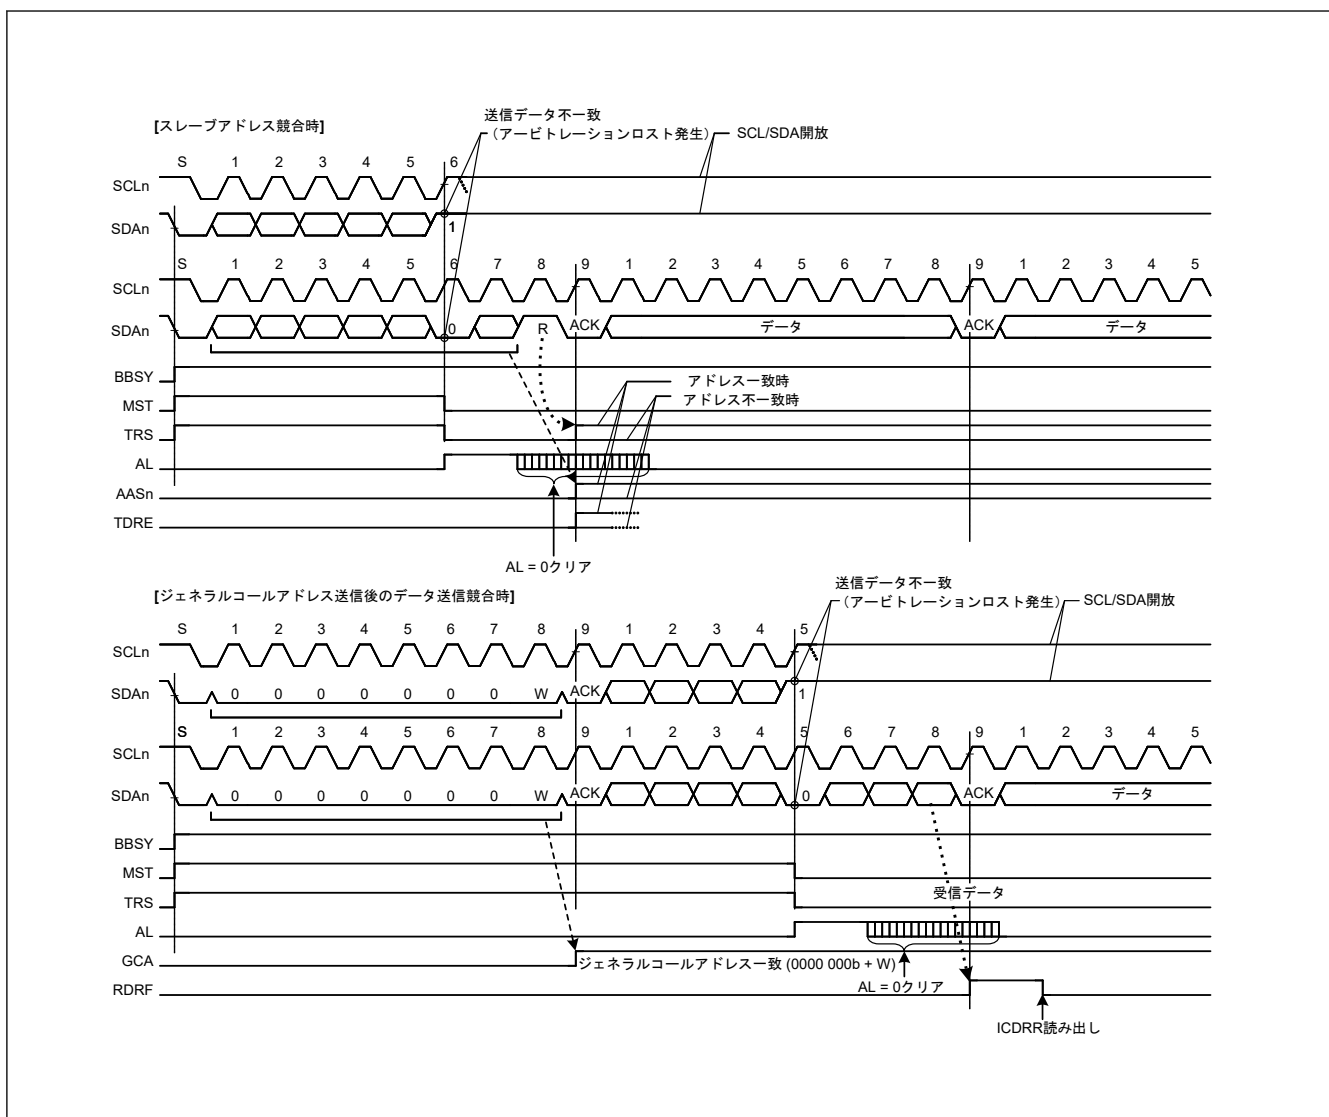 [スレーブアドレス競合時]
送信データ不一致
(アービトレーションロスト発生)
SCL/SDA開放
S 1 2 3 4 5 6
SCLn
SDAn 1
S 1 2 3 4 5 6 7 8 9 1 2 3 4 5 6 7 8 9 1 2 3 4 5
SCLn
SDAn 0 R ACK データ ACK データ
BBSY
アドレス一致時
MST
アドレス不一致時
TRS
AL
AASn
TDRE
AL = 0クリア
[ジェネラルコールアドレス送信後のデータ送信競合時]
送信データ不一致
(アービトレーションロスト発生)
SCL/SDA開放
S 1 2 3 4 5 6 7 8 9 1 2 3 4 5
SCLn
SDAn 0 0 0 0 0 0 0 W ACK 1
S 1 2 3 4 5 6 7 8 9 1 2 3 4 5 6 7 8 9 1 2 3 4 5
SCLn
SDAn 0 0 0 0 0 0 0 W ACK 0 ACK データ
BBSY
MST
受信データ
TRS
AL
GCA ジェネラルコールアドレス一致 (0000 000b + W)
RDRF AL = 0クリア
ICDRR読み出し